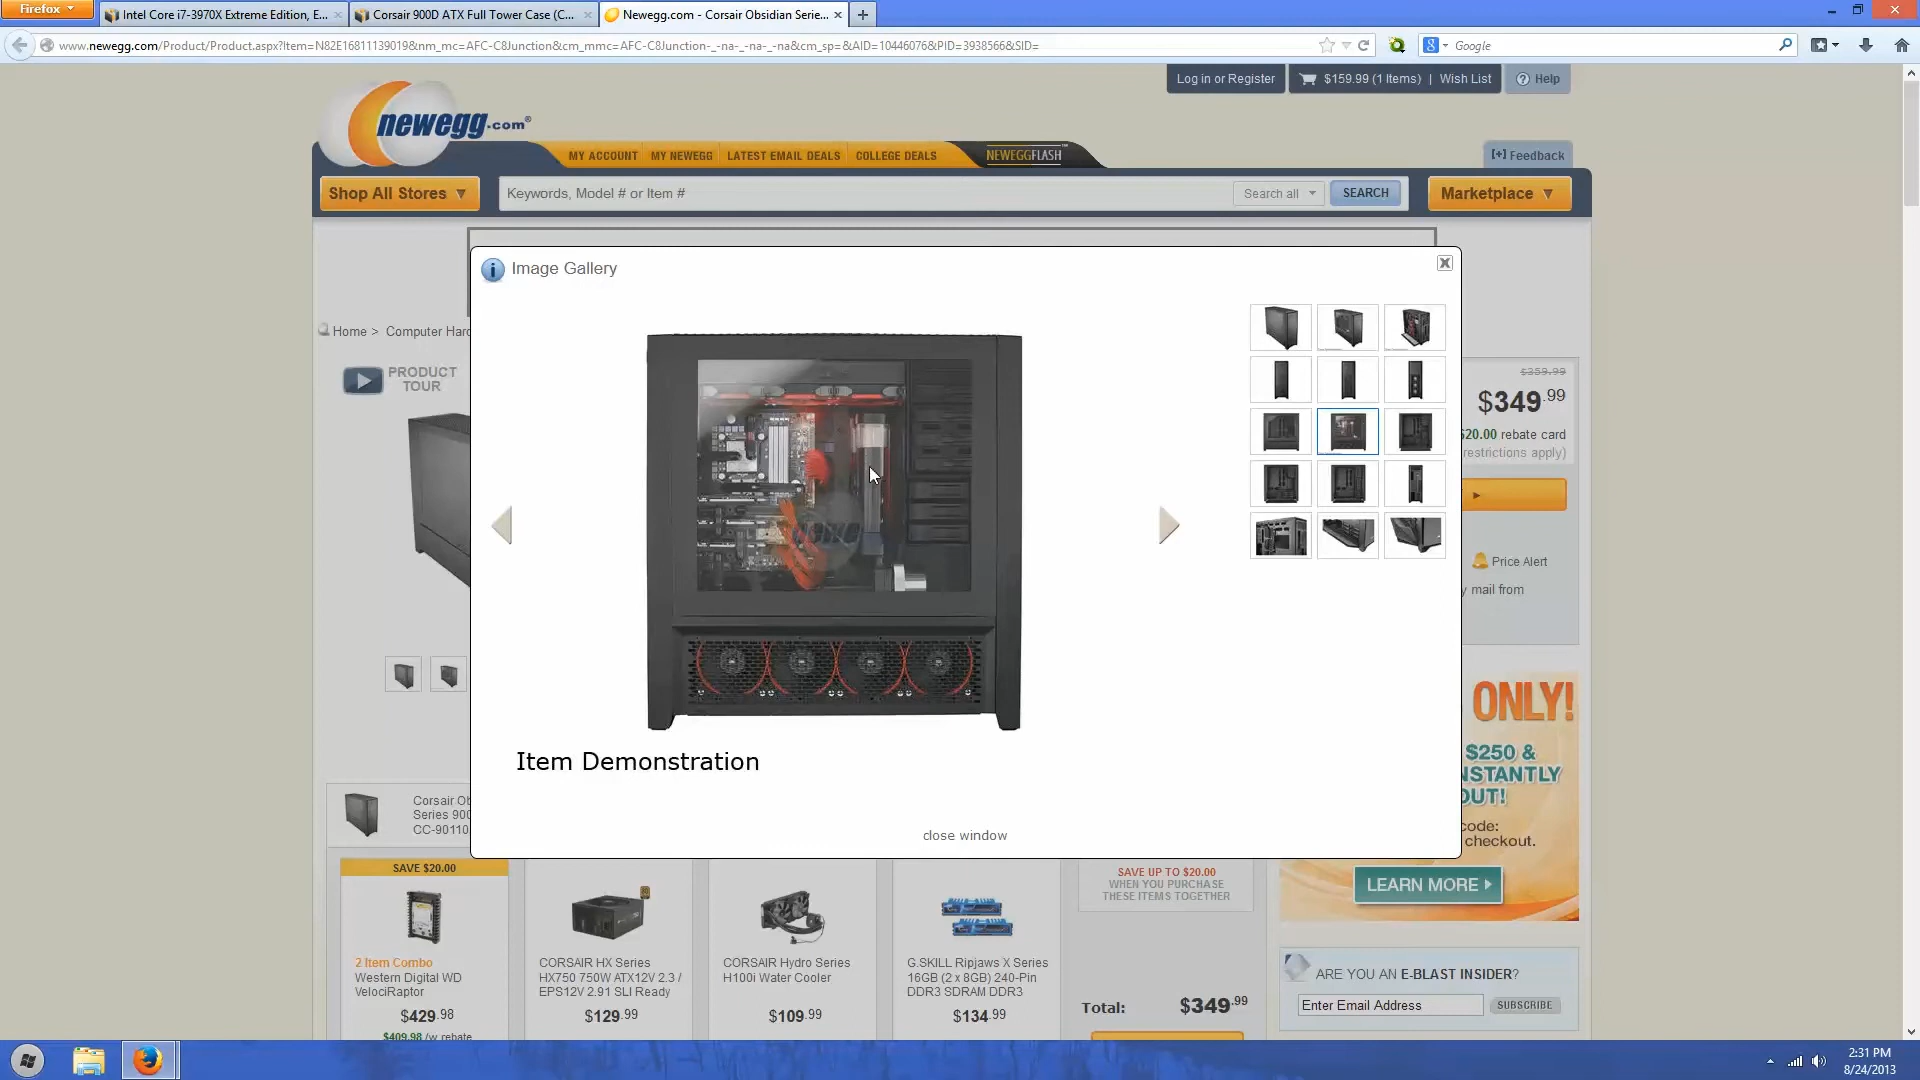 Firefox
Intel Core i7-3970X Extreme Edition, E...
Corsair 900D ATX Full Tower Case (C...
Newegg.com - Corsair Obsidian Serie...
www.newegg.com/Product/Product.aspx?Item=N82E16811139019&nm_mc=AFC-C8Junction&cm_mmc=AFC-C8Junction-_-na-_-na-_-na&cm_sp=&AID=10446076&PID=3938566&SID=
Google
Log in or Register
$159.99 (1 Items) | Wish List
Help
newegg.com®
MY ACCOUNT
MY NEWEGG
LATEST EMAIL DEALS
COLLEGE DEALS
NEWEGGFLASH
[+] Feedback
Shop All Stores ▼
Keywords, Model # or Item #
Search all
SEARCH
Marketplace ▼
Image Gallery
Home > Computer Hard
PRODUCT
TOUR
$359.99
$349.99
$20.00 rebate card
restrictions apply)
Price Alert
y mail from
Item Demonstration
close window
ONLY!
$250 &
NSTANTLY
OUT!
code:
checkout.
LEARN MORE
Corsair Ob
Series 900
CC-90110
SAVE $20.00
2 Item Combo
Western Digital WD
VelociRaptor
$429.98
$409.98 /w rebate
CORSAIR HX Series
HX750 750W ATX12V 2.3 /
EPS12V 2.91 SLI Ready
$129.99
CORSAIR Hydro Series
H100i Water Cooler
$109.99
G.SKILL Ripjaws X Series
16GB (2 x 8GB) 240-Pin
DDR3 SDRAM DDR3
$134.99
SAVE UP TO $20.00
WHEN YOU PURCHASE
THESE ITEMS TOGETHER
Total: $349.99
ARE YOU AN E-BLAST INSIDER?
Enter Email Address
SUBSCRIBE
2:31 PM
8/24/2013